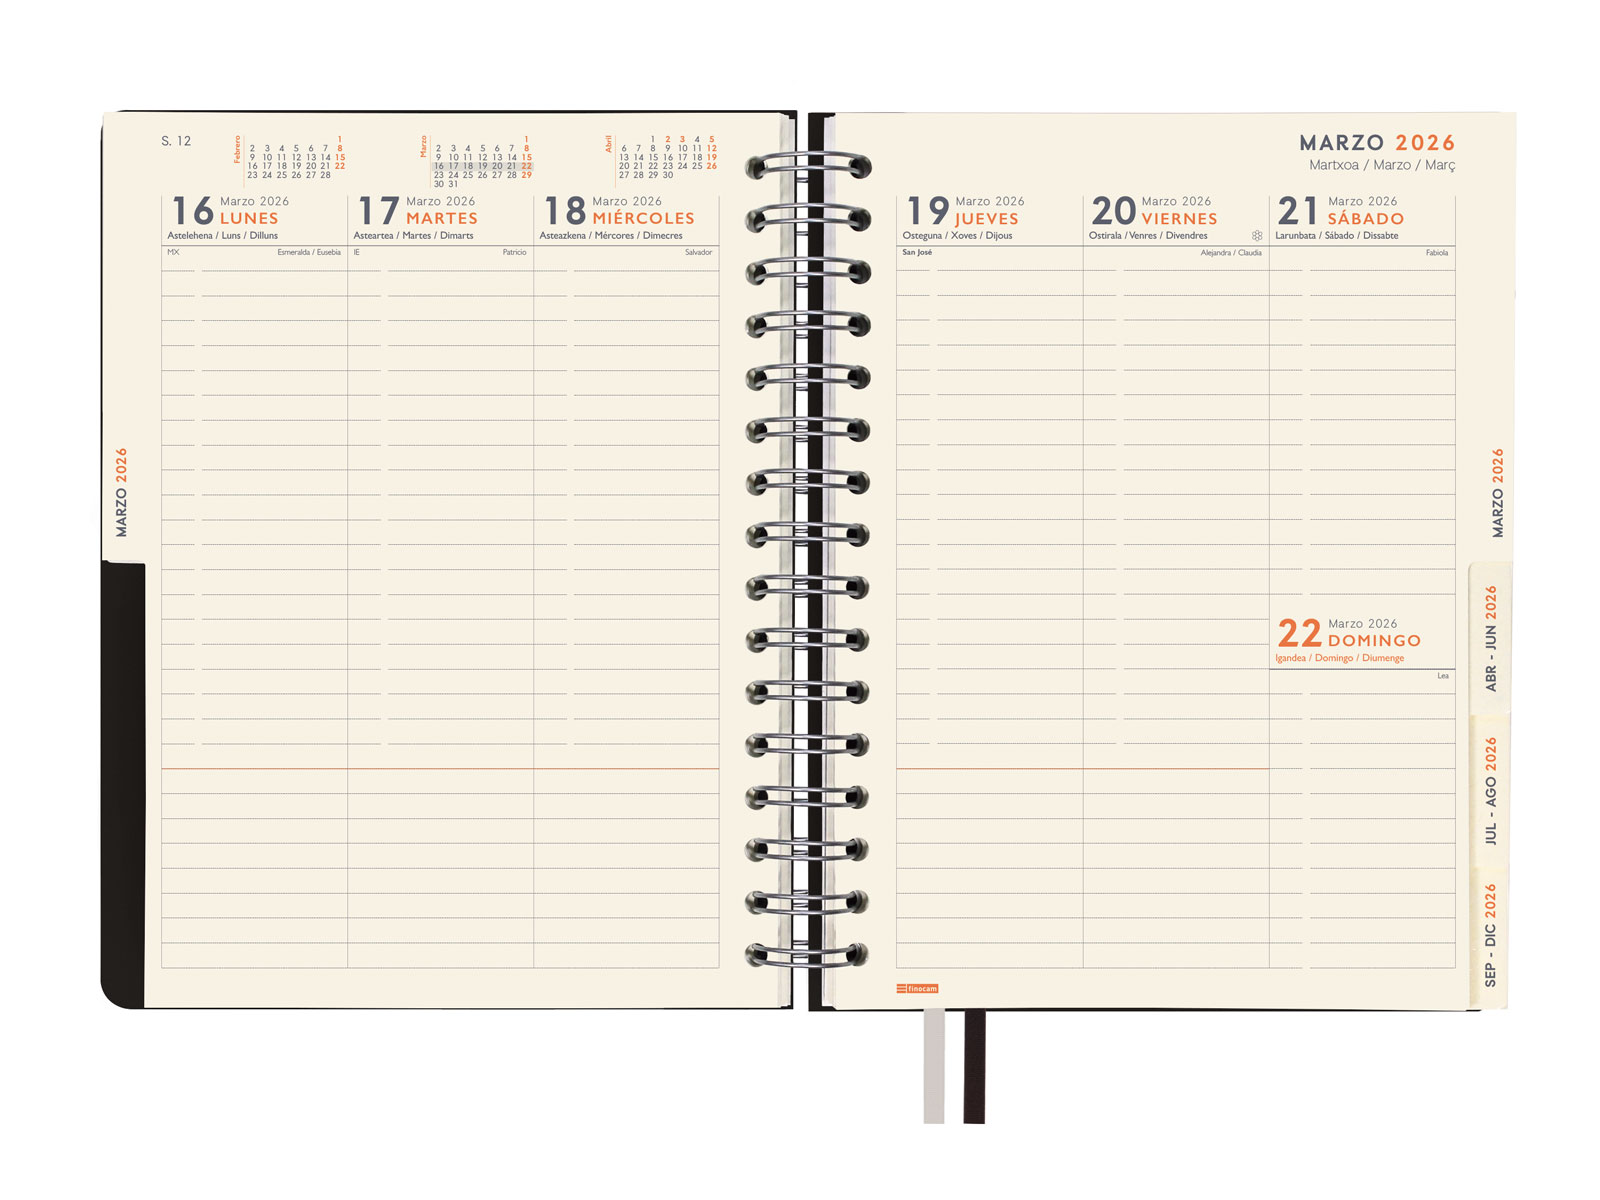 S. 12
Febrero
1
2 3 4 5 6 7 8
9 10 11 12 13 14 15
16 17 18 19 20 21 22
23 24 25 26 27 28
Marzo
1
2 3 4 5 6 7 8
9 10 11 12 13 14 15
16 17 18 19 20 21 22
23 24 25 26 27 28 29
30 31
Abril
1 2 3 4 5
6 7 8 9 10 11 12
13 14 15 16 17 18 19
20 21 22 23 24 25 26
27 28 29 30
16 Marzo 2026
LUNES
Astelehena / Luns / Dilluns
MX Esmeralda / Eusebia
17 Marzo 2026
MARTES
Asteartea / Martes / Dimarts
IE Patricio
18 Marzo 2026
MIÉRCOLES
Asteazkena / Mércores / Dimecres
Salvador
MARZO 2026
MARZO 2026
Martxoa / Marzo / Març
19 Marzo 2026
JUEVES
Osteguna / Xoves / Dijous
San José
20 Marzo 2026
VIERNES
Ostirala / Venres / Divendres
Alejandra / Claudia
21 Marzo 2026
SÁBADO
Larunbata / Sábado / Dissabte
Fabiola
22 Marzo 2026
DOMINGO
Igandea / Domingo / Diumenge
Lea
MARZO 2026
ABR - JUN 2026
JUL - AGO 2026
SEP - DIC 2026
finocam